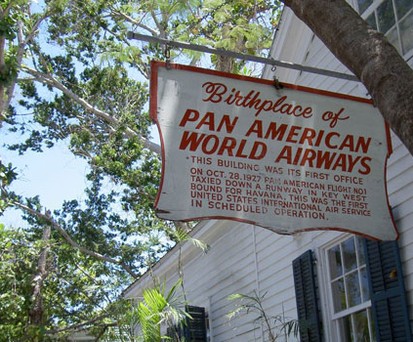 Birthplace of
PAN AMERICAN
WORLD AIRWAYS
•THIS BUILDING WAS ITS FIRST OFFICE
ON OCT. 28, 1927 PAN AMERICAN FLIGHT NO1
TAXIED DOWN A RUNWAY IN KEY WEST
BOUND FOR HAVANA. THIS WAS THE FIRST
UNITED STATES INTERNATIONAL AIR SERVICE
IN SCHEDULED OPERATION.